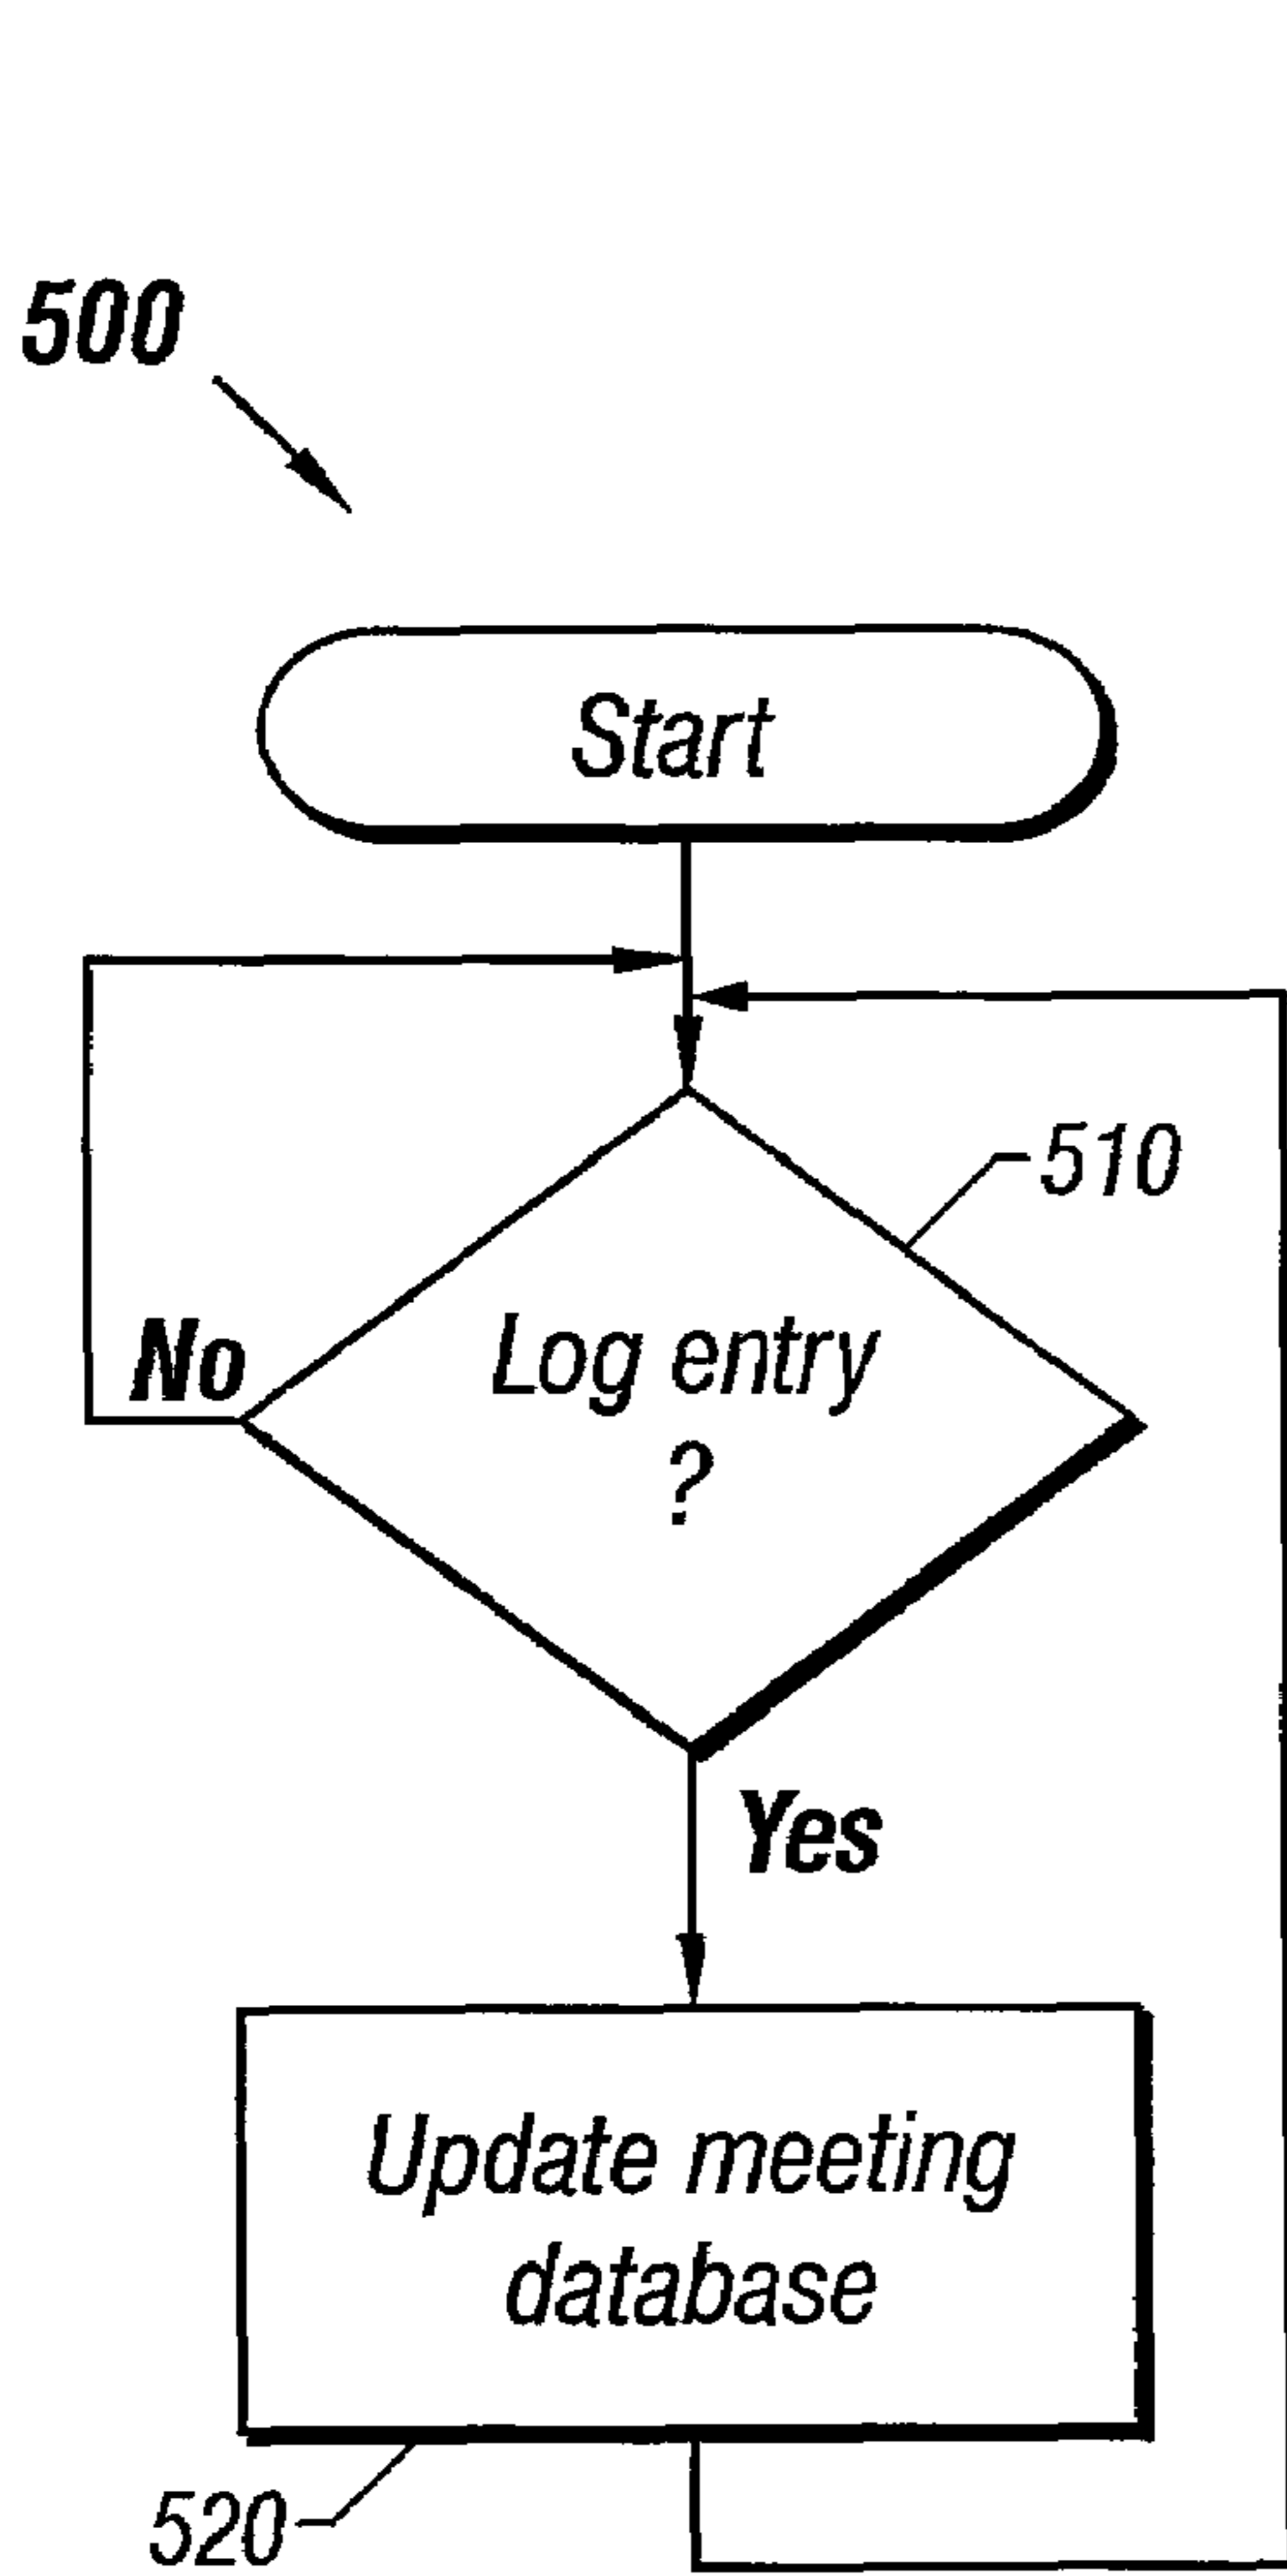 500
Start
510
No
Log entry
?
Yes
Update meeting
database
520